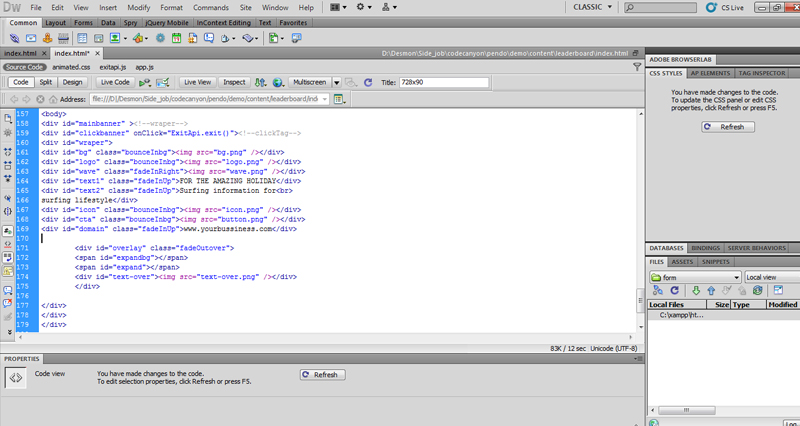 Dw File Edit View Insert Modify Format Commands Site Window Help CLASSIC CS Live
Common Layout Forms Data Spry jQuery Mobile InContext Editing Text Favorites
index.html index.html* D:\Desmon\Side_job\codecanyon\pendo\demo\content\leaderboard\index.html
Source Code animated.css exitapi.js app.js
Code Split Design Live Code Live View Inspect Multiscreen Title: 728x90
Address: file:///D|/Desmon/Side_job/codecanyon/pendo/demo/content/leaderboard/inde
157 <body>
158 <div id="mainbanner" ><!--wraper-->
159 <div id="clickbanner" onClick="ExitApi.exit()"><!--clickTag-->
160 <div id="wraper">
161 <div id="bg" class="bounceInbg"><img src="bg.png" /></div>
162 <div id="logo" class="bounceInbg"><img src="logo.png" /></div>
163 <div id="wave" class="fadeInRight"><img src="wave.png" /></div>
164 <div id="text1" class="fadeInUp">FOR THE AMAZING HOLIDAY</div>
165 <div id="text2" class="fadeInUp">Surfing information for<br>
166 surfing lifestyle</div>
167 <div id="icon" class="bounceInbg"><img src="icon.png" /></div>
168 <div id="cta" class="bounceInbg"><img src="button.png" /></div>
169 <div id="domain" class="fadeInUp">www.yourbussiness.com</div>
170
171 <div id="overlay" class="fadeOutover">
172 <span id="expandbg"></span>
173 <span id="expand"></span>
174 <div id="text-over"><img src="text-over.png" /></div>
175 </div>
176
177 </div>
178 </div>
179 </div>
83K / 12 sec Unicode (UTF-8)
PROPERTIES
Code view You have made changes to the code.
To edit selection properties, click Refresh or press F5.
Refresh
ADOBE BROWSERLAB
CSS STYLES AP ELEMENTS TAG INSPECTOR
You have made changes to the code.
To update the CSS panel or edit CSS
properties, click Refresh or press F5.
Refresh
DATABASES BINDINGS SERVER BEHAVIORS
FILES ASSETS SNIPPETS
form Local view
Local Files Size Type Modified
C:\xampp\ht...
Log...